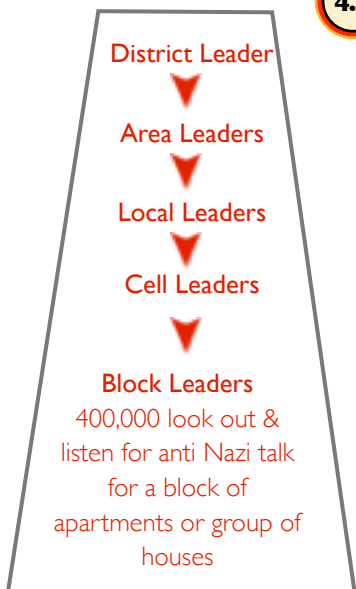 4.
District Leader
Area Leaders
Local Leaders
Cell Leaders
Block Leaders
400,000 look out &
listen for anti Nazi talk
for a block of
apartments or group of
houses